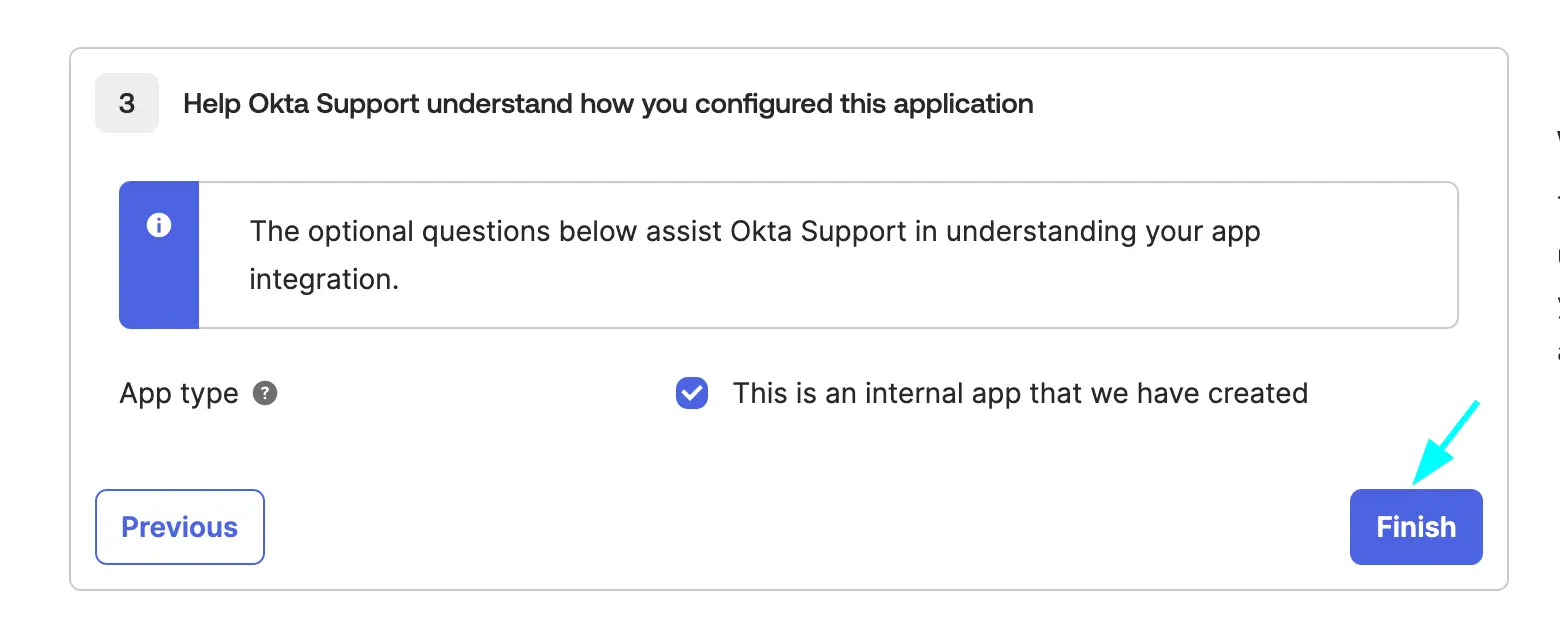 3 Help Okta Support understand how you configured this application
The optional questions below assist Okta Support in understanding your app
integration.
App type ? This is an internal app that we have created
Previous Finish